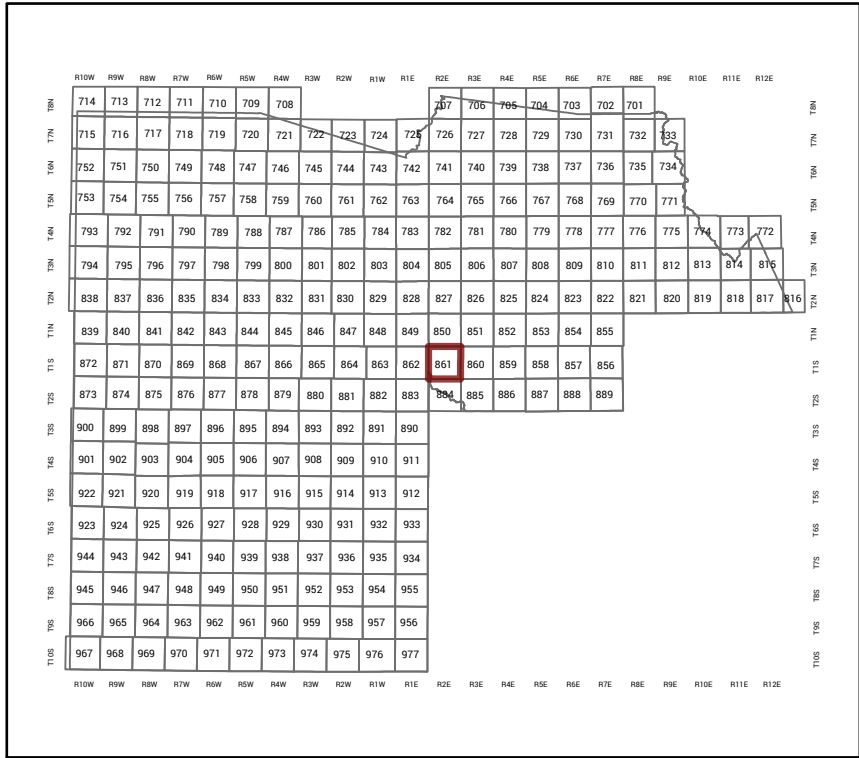 R10W R9W R8W R7W R6W R5W R4W R3W R2W R1W R1E R2E R3E R4E R5E R6E R7E R8E R9E R10E R11E R12E
T8N 714 713 712 711 710 709 708 707 706 705 704 703 702 701 T8N
T7N 715 716 717 718 719 720 721 722 723 724 725 726 727 728 729 730 731 732 733 T7N
T6N 752 751 750 749 748 747 746 745 744 743 742 741 740 739 738 737 736 735 734 T6N
T5N 753 754 755 756 757 758 759 760 761 762 763 764 765 766 767 768 769 770 771 T5N
T4N 793 792 791 790 789 788 787 786 785 784 783 782 781 780 779 778 777 776 775 774 773 772 T4N
T3N 794 795 796 797 798 799 800 801 802 803 804 805 806 807 808 809 810 811 812 813 814 815 T3N
T2N 838 837 836 835 834 833 832 831 830 829 828 827 826 825 824 823 822 821 820 819 818 817 816 T2N
T1N 839 840 841 842 843 844 845 846 847 848 849 850 851 852 853 854 855 T1N
T1S 872 871 870 869 868 867 866 865 864 863 862 861 860 859 858 857 856 T1S
T2S 873 874 875 876 877 878 879 880 881 882 883 884 885 886 887 888 889 T2S
T3S 900 899 898 897 896 895 894 893 892 891 890 T3S
T4S 901 902 903 904 905 906 907 908 909 910 911 T4S
T5S 922 921 920 919 918 917 916 915 914 913 912 T5S
T6S 923 924 925 926 927 928 929 930 931 932 933 T6S
T7S 944 943 942 941 940 939 938 937 936 935 934 T7S
T8S 945 946 947 948 949 950 951 952 953 954 955 T8S
T9S 966 965 964 963 962 961 960 959 958 957 956 T9S
T10S 967 968 969 970 971 972 973 974 975 976 977 T10S
R10W R9W R8W R7W R6W R5W R4W R3W R2W R1W R1E R2E R3E R4E R5E R6E R7E R8E R9E R10E R11E R12E